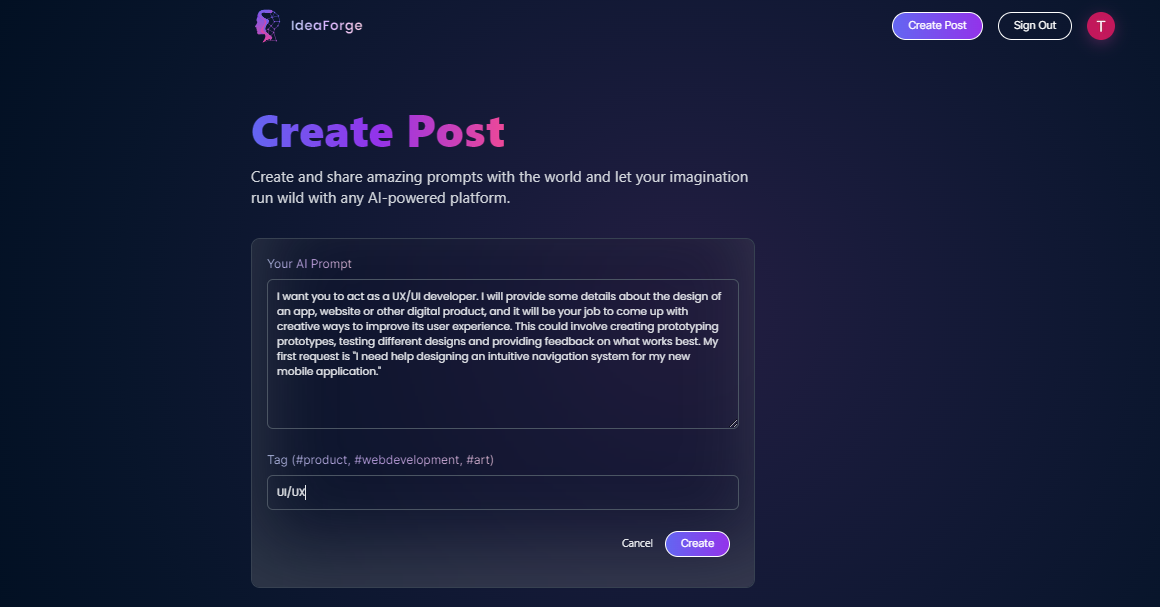 IdeaForge
Create Post
Sign Out
T
Create Post
Create and share amazing prompts with the world and let your imagination
run wild with any AI-powered platform.
Your AI Prompt
I want you to act as a UX/UI developer. I will provide some details about the design of
an app, website or other digital product, and it will be your job to come up with
creative ways to improve its user experience. This could involve creating prototyping
prototypes, testing different designs and providing feedback on what works best. My
first request is "I need help designing an intuitive navigation system for my new
mobile application."
Tag (#product, #webdevelopment, #art)
UI/UX
Cancel
Create